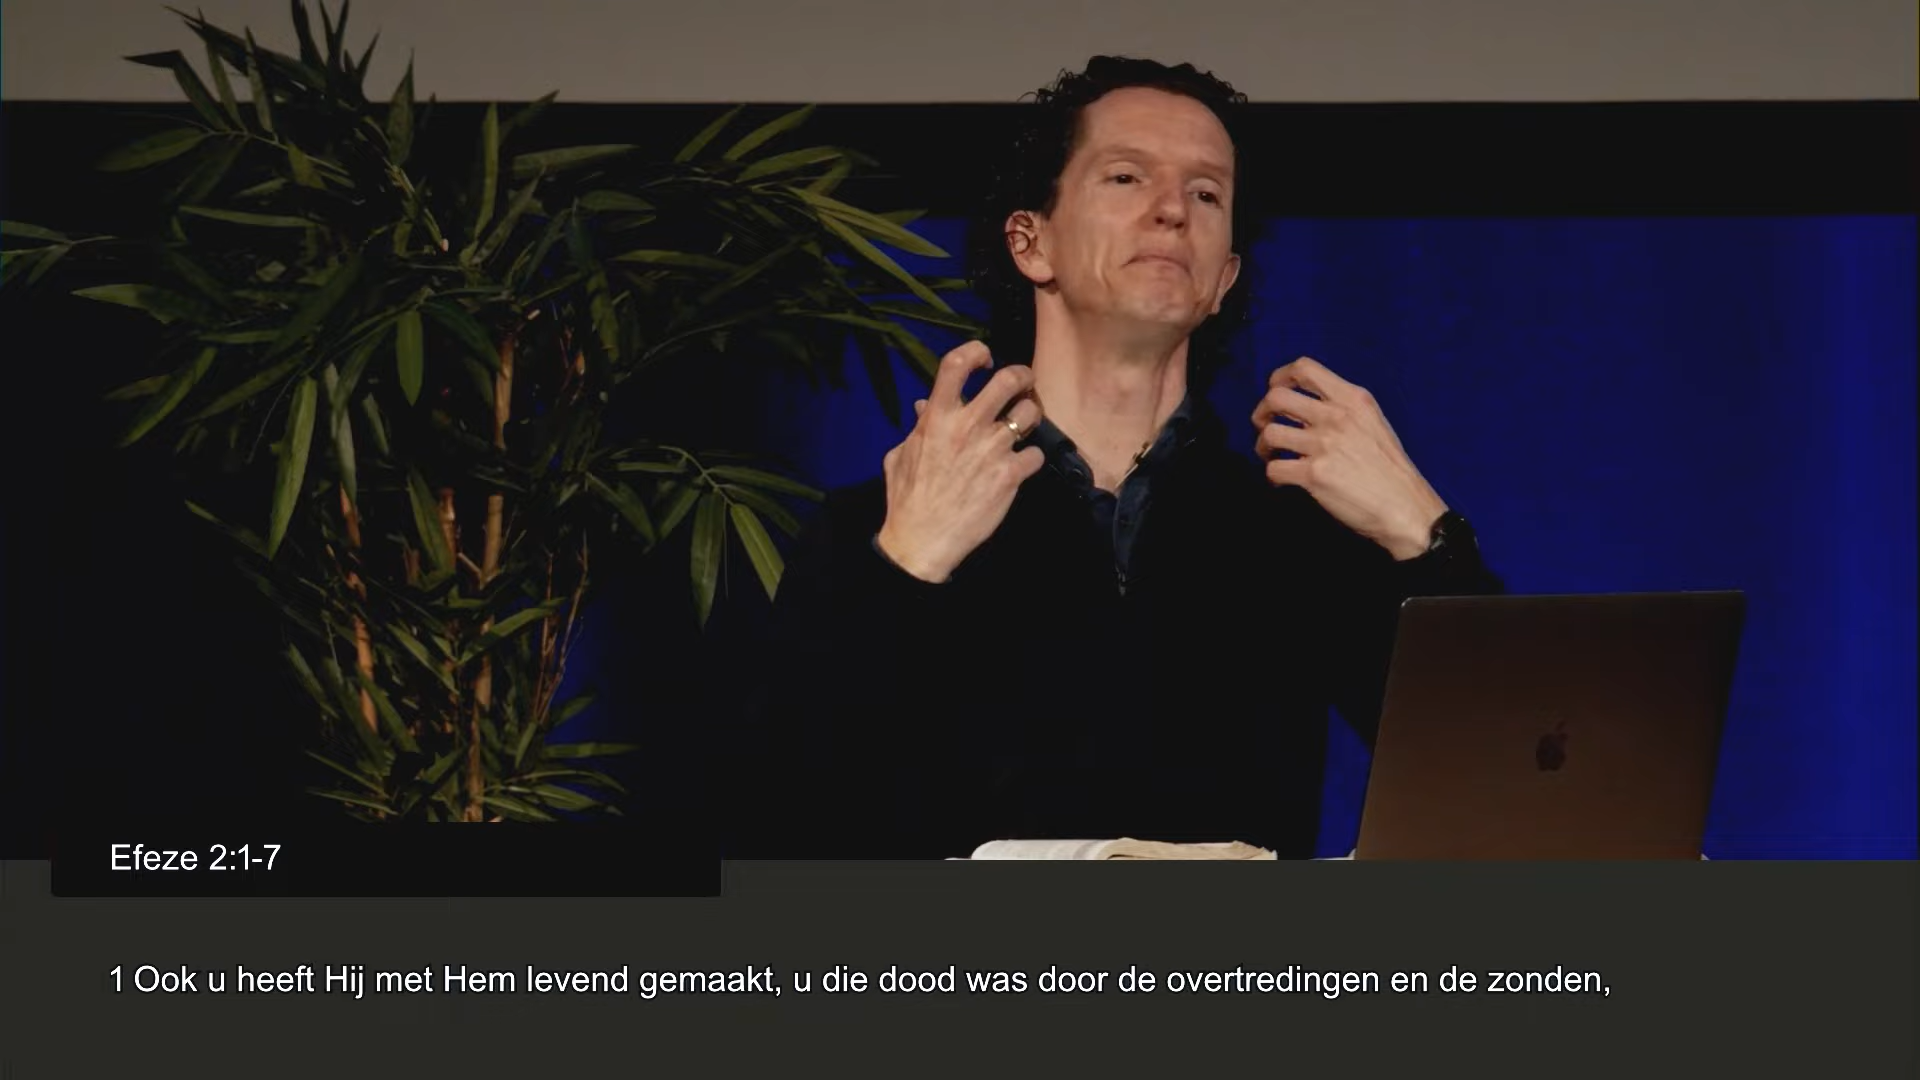 Efeze 2:1-7
1 Ook u heeft Hij met Hem levend gemaakt, u die dood was door de overtredingen en de zonden,